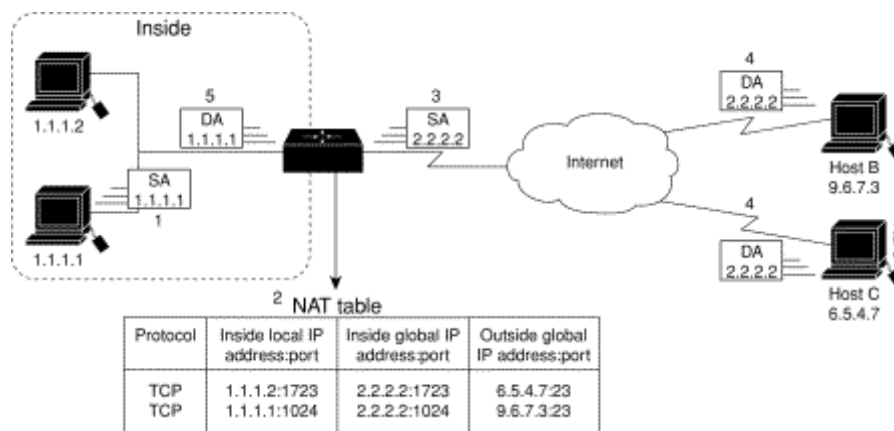 Inside
1.1.1.2
5
DA
1.1.1.1
3
SA
2.2.2.2
4
DA
2.2.2.2
Internet
Host B
9.6.7.3
SA
1.1.1.1
1
1.1.1.1
4
DA
2.2.2.2
Host C
6.5.4.7
2
NAT table
Protocol Inside local IP address:port Inside global IP address:port Outside global IP address:port
TCP 1.1.1.2:1723 2.2.2.2:1723 6.5.4.7:23
TCP 1.1.1.1:1024 2.2.2.2:1024 9.6.7.3:23